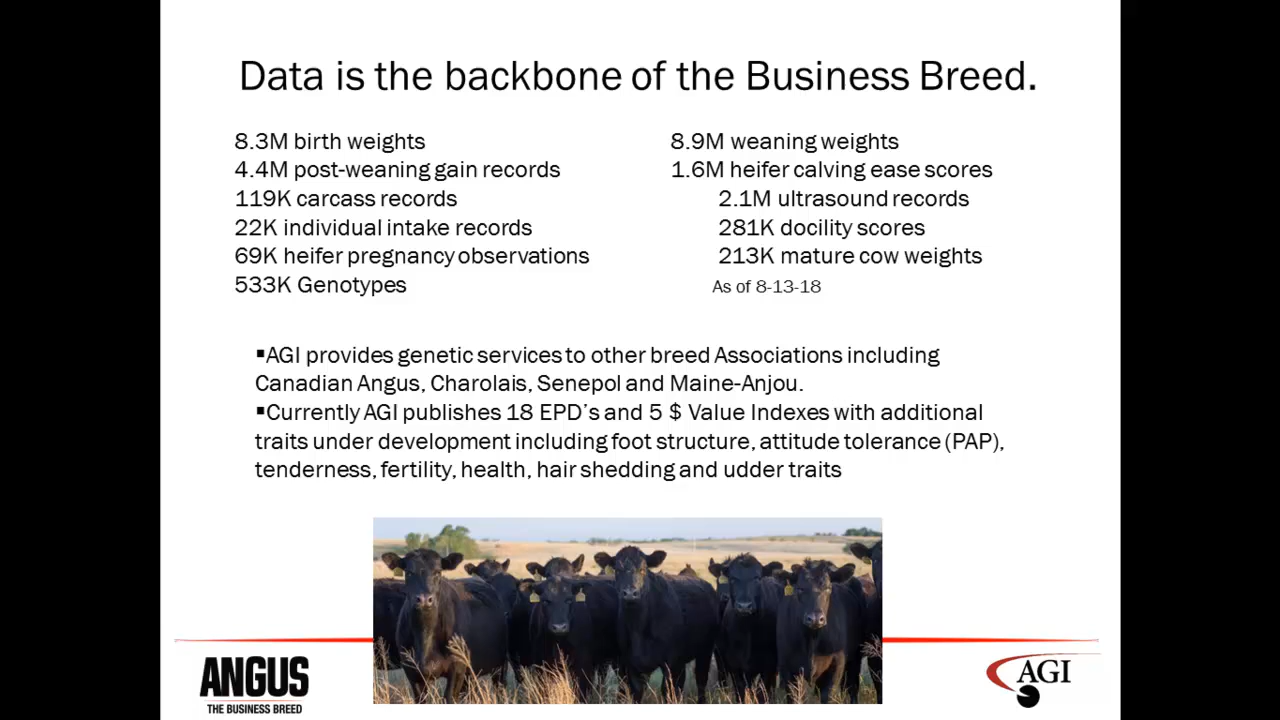 Data is the backbone of the Business Breed.
8.3M birth weights
8.9M weaning weights
4.4M post-weaning gain records
1.6M heifer calving ease scores
119K carcass records
2.1M ultrasound records
22K individual intake records
281K docility scores
69K heifer pregnancy observations
213K mature cow weights
533K Genotypes
As of 8-13-18
▪AGI provides genetic services to other breed Associations including
Canadian Angus, Charolais, Senepol and Maine-Anjou.
▪Currently AGI publishes 18 EPD’s and 5 $ Value Indexes with additional
traits under development including foot structure, attitude tolerance (PAP),
tenderness, fertility, health, hair shedding and udder traits
ANGUS
THE BUSINESS BREED
AGI